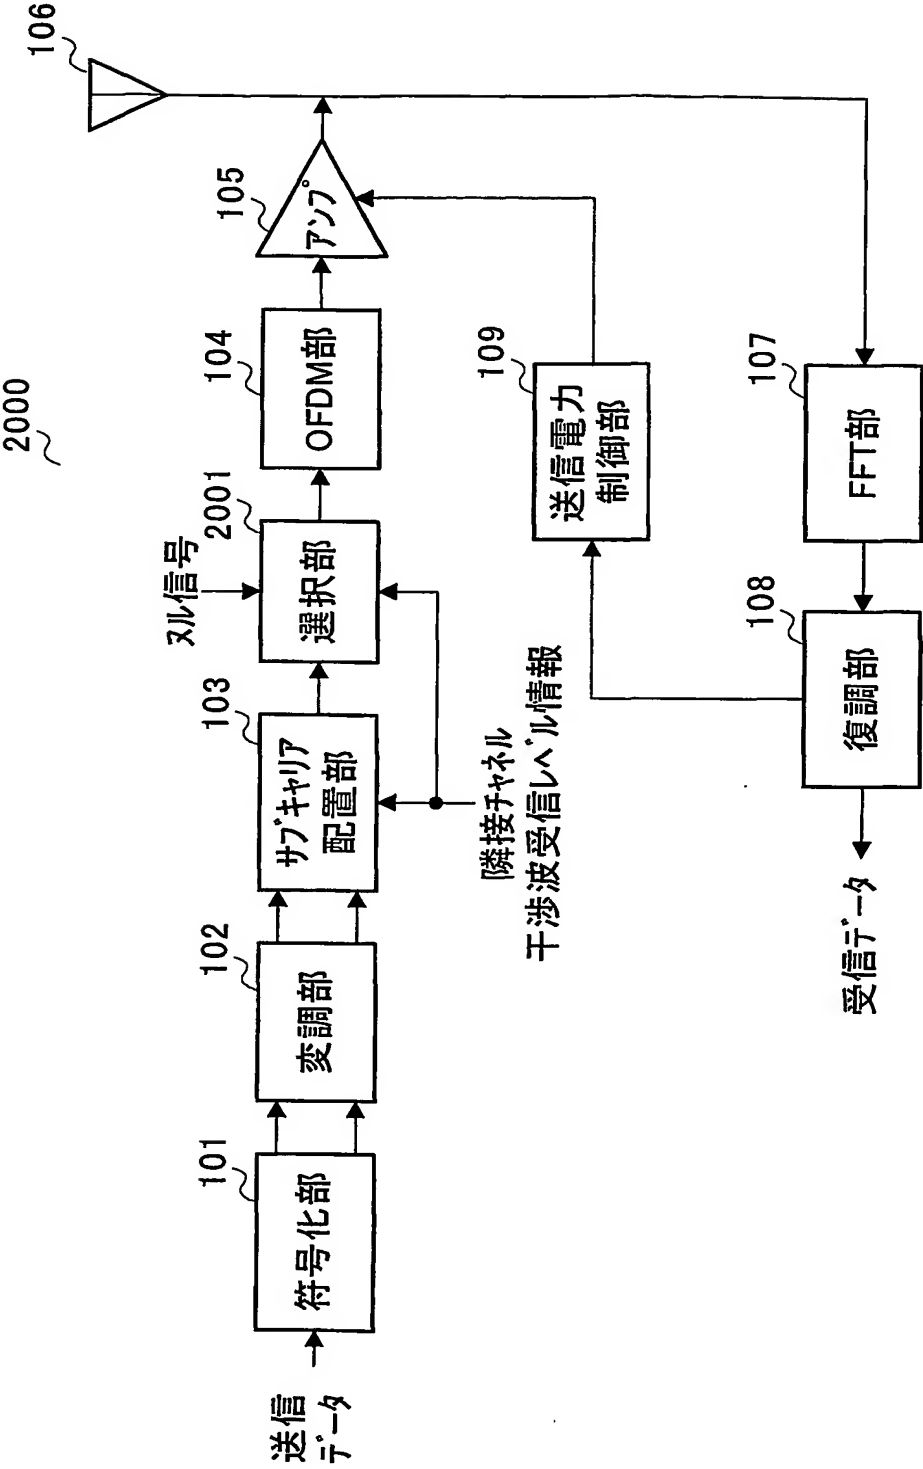 2000
106
105
アンプ
104
OFDM部
2001
選択部
ヌル信号
103
サブキャリア
配置部
102
変調部
101
符号化部
送信
データ
隣接チャネル
干渉波受信レベル情報
109
送信電力
制御部
107
FFT部
108
復調部
受信データ